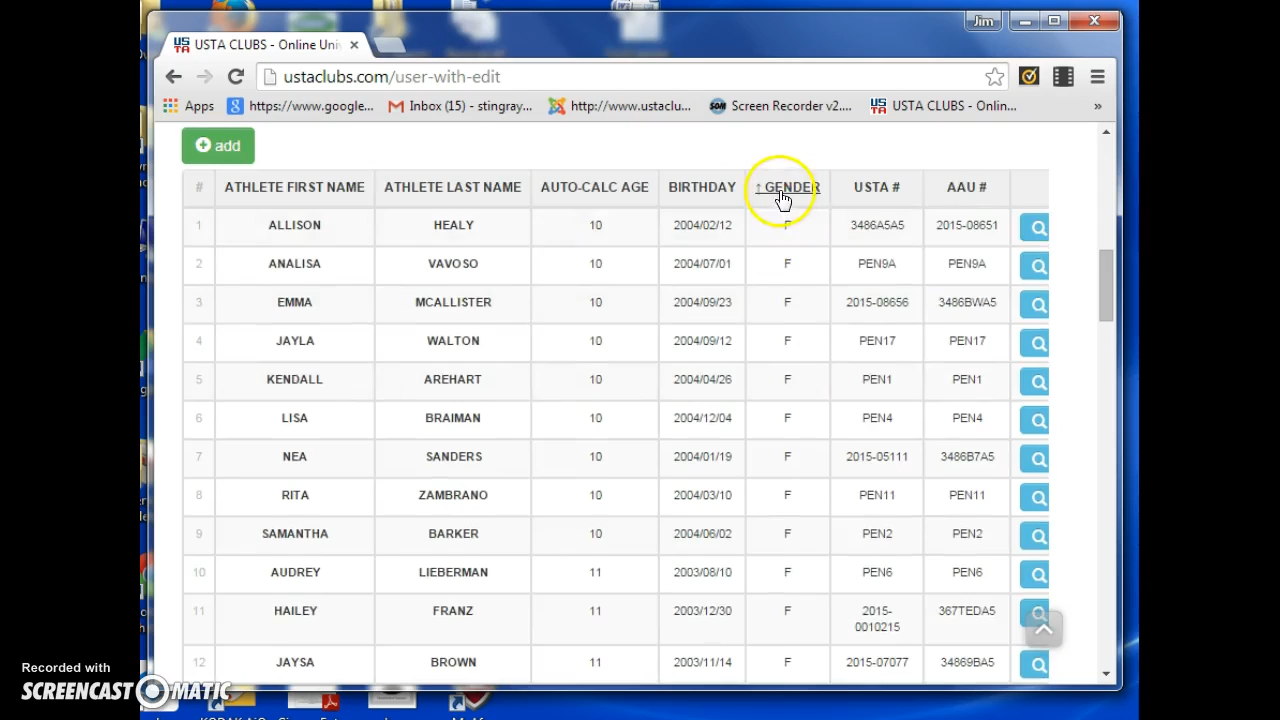 Jim
USTA CLUBS - Online Uni
ustaclubs.com/user-with-edit
Apps https://www.google... Inbox (15) - stingray... http://www.ustaclu... Screen Recorder v2.... USTA CLUBS - Onlin... »
add
# ATHLETE FIRST NAME ATHLETE LAST NAME AUTO-CALC AGE BIRTHDAY ↑ GENDER USTA # AAU #
1 ALLISON HEALY 10 2004/02/12 F 3486A5A5 2015-08651
2 ANALISA VAVOSO 10 2004/07/01 F PEN9A PEN9A
3 EMMA MCALLISTER 10 2004/09/23 F 2015-08656 3486BWA5
4 JAYLA WALTON 10 2004/09/12 F PEN17 PEN17
5 KENDALL AREHART 10 2004/04/26 F PEN1 PEN1
6 LISA BRAIMAN 10 2004/12/04 F PEN4 PEN4
7 NEA SANDERS 10 2004/01/19 F 2015-05111 3486B7A5
8 RITA ZAMBRANO 10 2004/03/10 F PEN11 PEN11
9 SAMANTHA BARKER 10 2004/06/02 F PEN2 PEN2
10 AUDREY LIEBERMAN 11 2003/08/10 F PEN6 PEN6
11 HAILEY FRANZ 11 2003/12/30 F 2015-0010215 367TEDA5
12 JAYSA BROWN 11 2003/11/14 F 2015-07077 34869BA5
Recorded with
SCREENCAST-O-MATIC